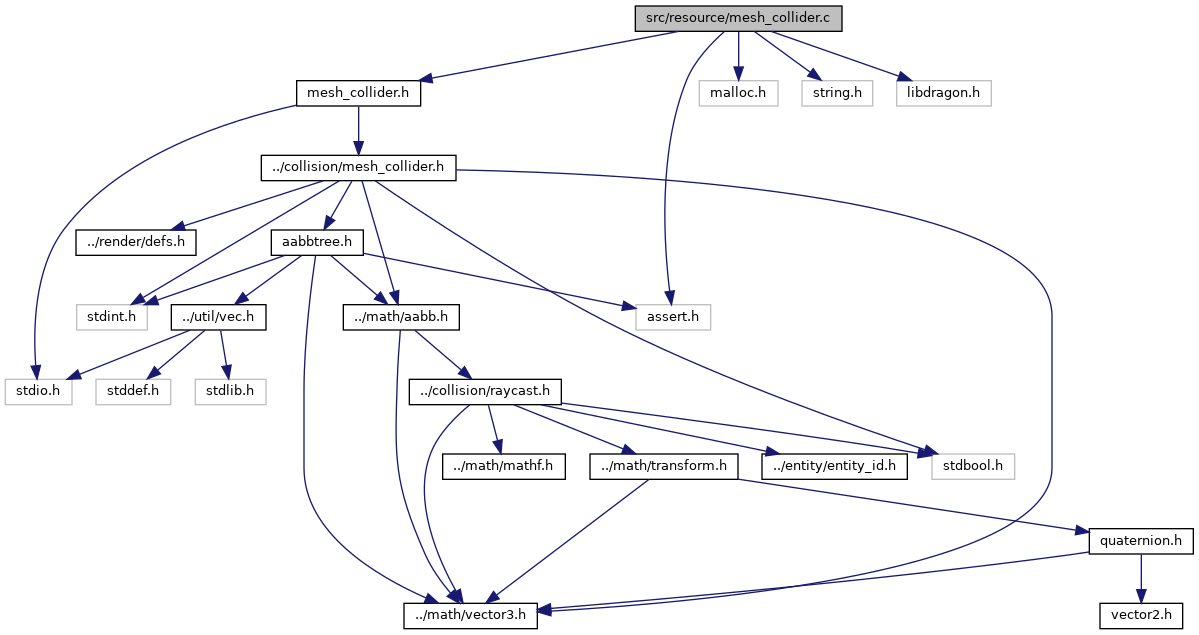 src/resource/mesh_collider.c
mesh_collider.h
malloc.h
string.h
libdragon.h
../collision/mesh_collider.h
../render/defs.h
aabbtree.h
stdint.h
../util/vec.h
../math/aabb.h
assert.h
stdio.h
stddef.h
stdlib.h
../collision/raycast.h
../math/mathf.h
../math/transform.h
../entity/entity_id.h
stdbool.h
quaternion.h
../math/vector3.h
vector2.h